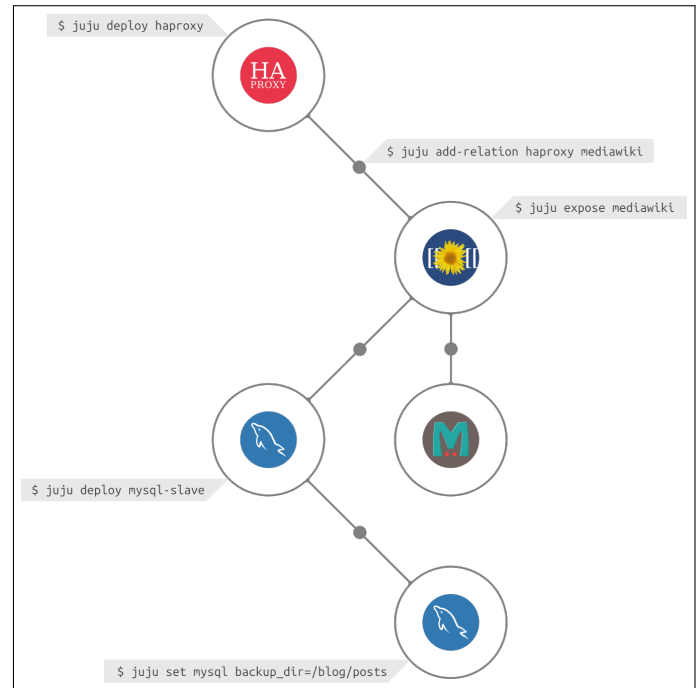 $ juju deploy haproxy
HA
PROXY
$ juju add-relation haproxy mediawiki
$ juju expose mediawiki
[[ [[
M
$ juju deploy mysql-slave
$ juju set mysql backup_dir=/blog/posts